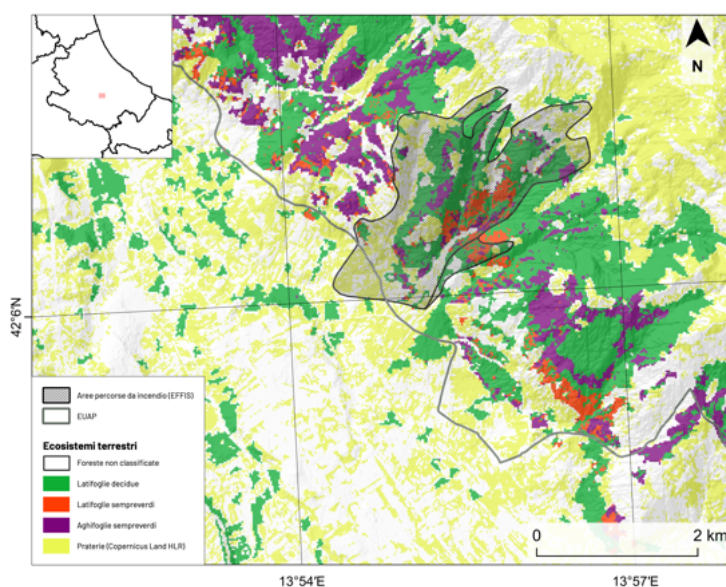 N
42°6'N
Aree percorse da incendio (EFFIS)
EUAP
Ecosistemi terrestri
Foreste non classificate
Latifoglie decidue
Latifoglie sempreverdi
Aghifoglie sempreverdi
Praterie (Copernicus Land HLR)
0 2 km
13°54'E 13°57'E